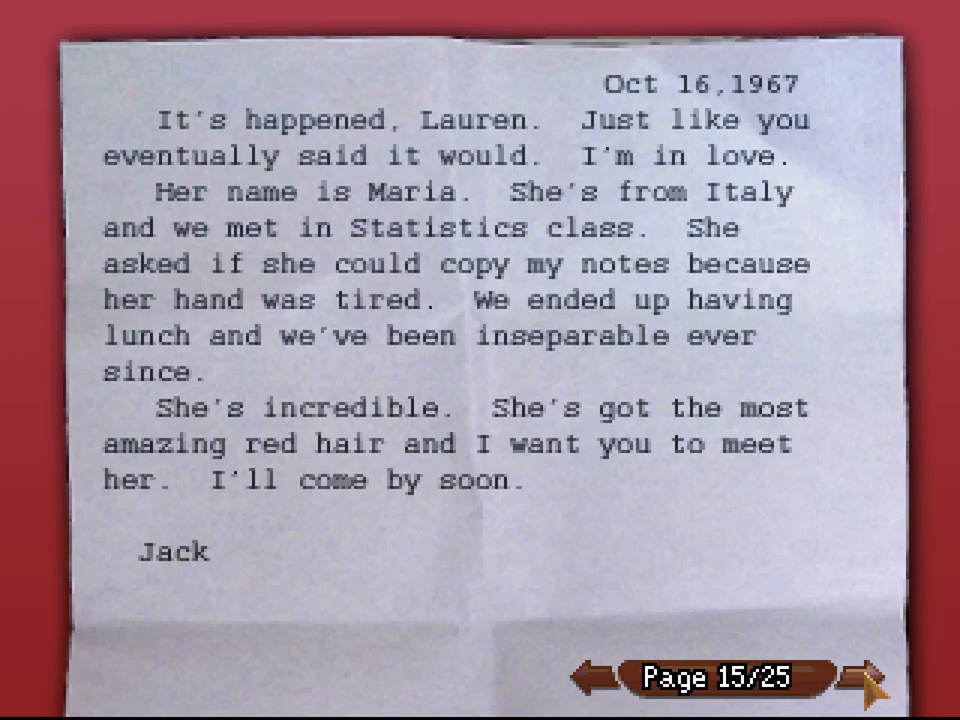 Oct 16,1967
It's happened, Lauren. Just like you
eventually said it would. I'm in love.
Her name is Maria. She's from Italy
and we met in Statistics class. She
asked if she could copy my notes because
her hand was tired. We ended up having
lunch and we've been inseparable ever
since.
She's incredible. She's got the most
amazing red hair and I want you to meet
her. I'll come by soon.
Jack
Page 15/25